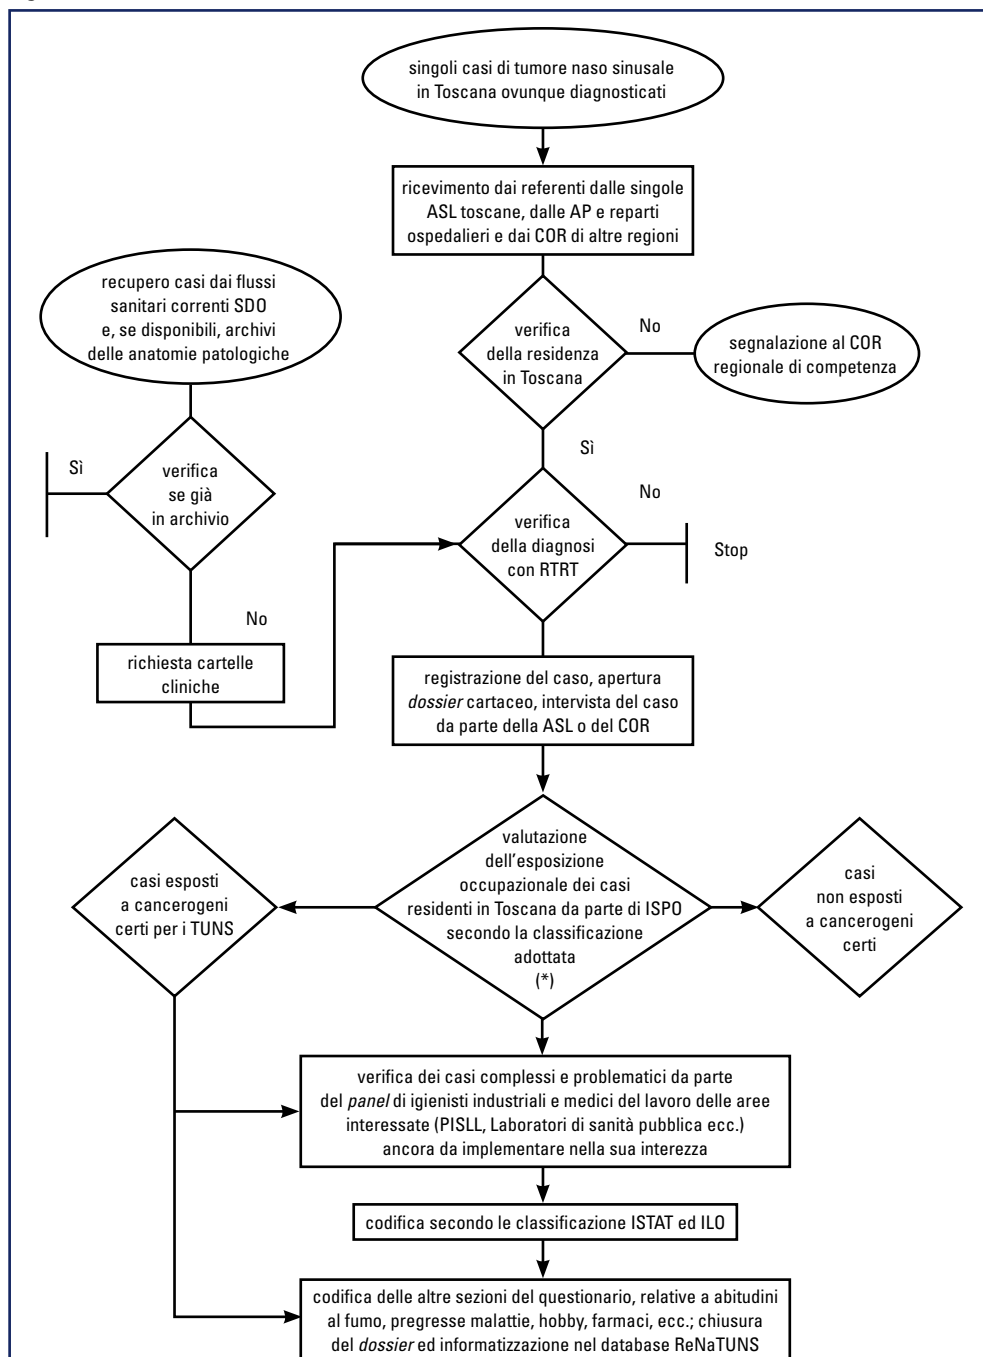 singoli casi di tumore naso sinusale
in Toscana ovunque diagnosticati
ricevimento dai referenti dalle singole
ASL toscane, dalle AP e reparti
ospedalieri e dai COR di altre regioni
recupero casi dai flussi
sanitari correnti SDO
e, se disponibili, archivi
delle anatomie patologiche
verifica
della residenza
in Toscana
No
segnalazione al COR
regionale di competenza
Sì
Sì
verifica
se già
in archivio
No
verifica
della diagnosi
con RTRT
Stop
No
richiesta cartelle
cliniche
registrazione del caso, apertura
dossier cartaceo, intervista del caso
da parte della ASL o del COR
casi esposti
a cancerogeni
certi per i TUNS
valutazione
dell'esposizione
occupazionale dei casi
residenti in Toscana da parte di ISPO
secondo la classificazione
adottata
(*)
casi
non esposti
a cancerogeni
certi
verifica dei casi complessi e problematici da parte
del panel di igienisti industriali e medici del lavoro delle aree
interessate (PISLL, Laboratori di sanità pubblica ecc.)
ancora da implementare nella sua interezza
codifica secondo le classificazione ISTAT ed ILO
codifica delle altre sezioni del questionario, relative a abitudini
al fumo, pregresse malattie, hobby, farmaci, ecc.; chiusura
del dossier ed informatizzazione nel database ReNaTUNS